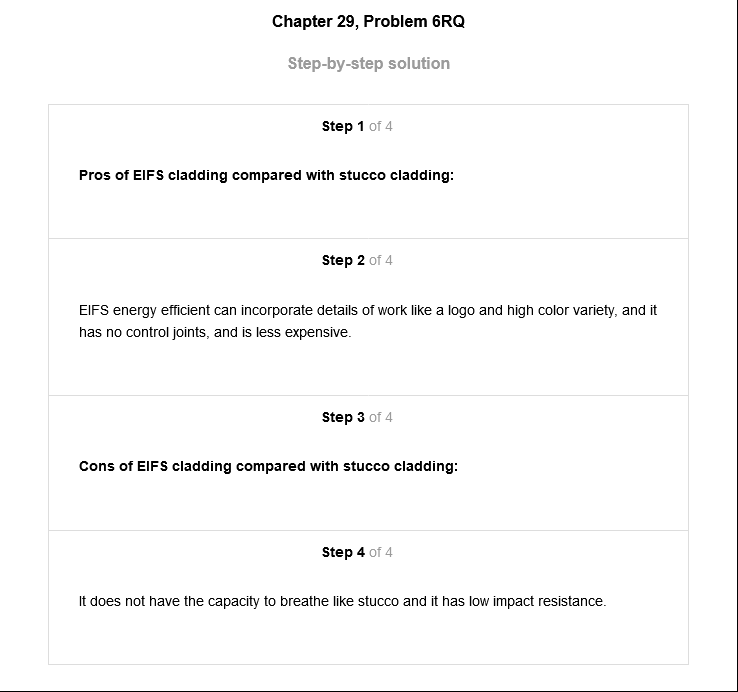 Chapter 29, Problem 6RQ
Step-by-step solution
Step 1 of 4
Pros of EIFS cladding compared with stucco cladding:
Step 2 of 4
EIFS energy efficient can incorporate details of work like a logo and high color variety, and it
has no control joints, and is less expensive.
Step 3 of 4
Cons of EIFS cladding compared with stucco cladding:
Step 4 of 4
It does not have the capacity to breathe like stucco and it has low impact resistance.